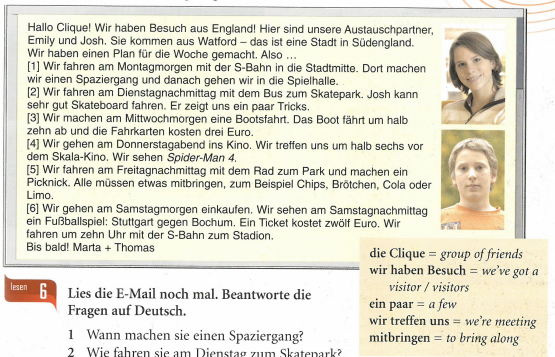 Hallo Clique! Wir haben Besuch aus England! Hier sind unsere Austauschpartner,
Emily und Josh. Sie kommen aus Watford – das ist eine Stadt in Südengland.
Wir haben einen Plan für die Woche gemacht. Also ...
[1] Wir fahren am Montagmorgen mit der S-Bahn in die Stadtmitte. Dort machen
wir einen Spaziergang und danach gehen wir in die Spielhalle.
[2] Wir fahren am Dienstagnachmittag mit dem Bus zum Skatepark. Josh kann
sehr gut Skateboard fahren. Er zeigt uns ein paar Tricks.
[3] Wir machen am Mittwochmorgen eine Bootsfahrt. Das Boot fährt um halb
zehn ab und die Fahrkarten kosten drei Euro.
[4] Wir gehen am Donnerstagabend ins Kino. Wir treffen uns um halb sechs vor
dem Skala-Kino. Wir sehen Spider-Man 4.
[5] Wir fahren am Freitagnachmittag mit dem Rad zum Park und machen ein
Picknick. Alle müssen etwas mitbringen, zum Beispiel Chips, Brötchen, Cola oder
Limo.
[6] Wir gehen am Samstagmorgen einkaufen. Wir sehen am Samstagnachmittag
ein Fußballspiel: Stuttgart gegen Bochum. Ein Ticket kostet zwölf Euro. Wir
fahren um zehn Uhr mit der S-Bahn zum Stadion.
Bis bald! Marta + Thomas
die Clique = group of friends
wir haben Besuch = we've got a
visitor / visitors
ein paar = a few
wir treffen uns = we're meeting
mitbringen = to bring along
lesen 6
Lies die E-Mail noch mal. Beantworte die
Fragen auf Deutsch.
1 Wann machen sie einen Spaziergang?
2 Wie fahren sie am Dienstag zum Skatepark?